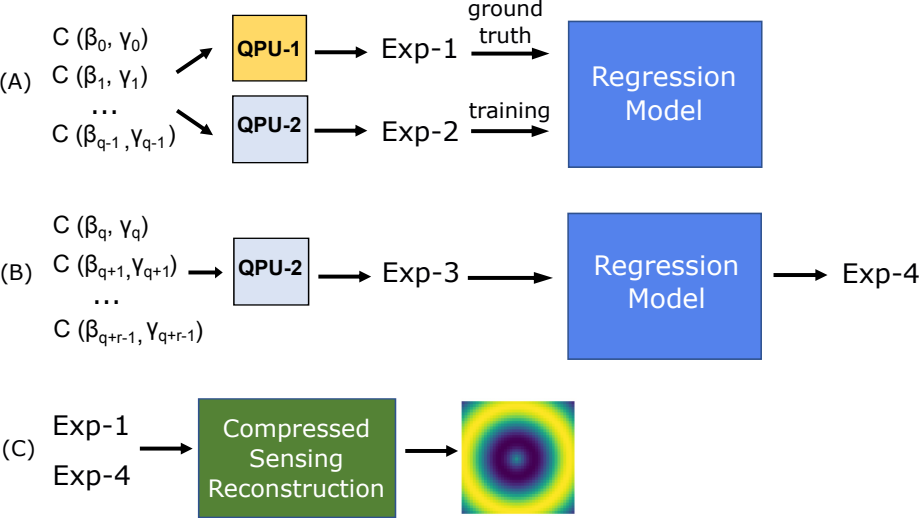 (A)
C (β0, γ0)
C (β1, γ1)
...
C (βq-1, γq-1)
QPU-1
QPU-2
Exp-1
Exp-2
ground
truth
training
Regression
Model
(B)
C (βq, γq)
C (βq+1, γq+1)
...
C (βq+r-1, γq+r-1)
QPU-2
Exp-3
Regression
Model
Exp-4
(C)
Exp-1
Exp-4
Compressed
Sensing
Reconstruction